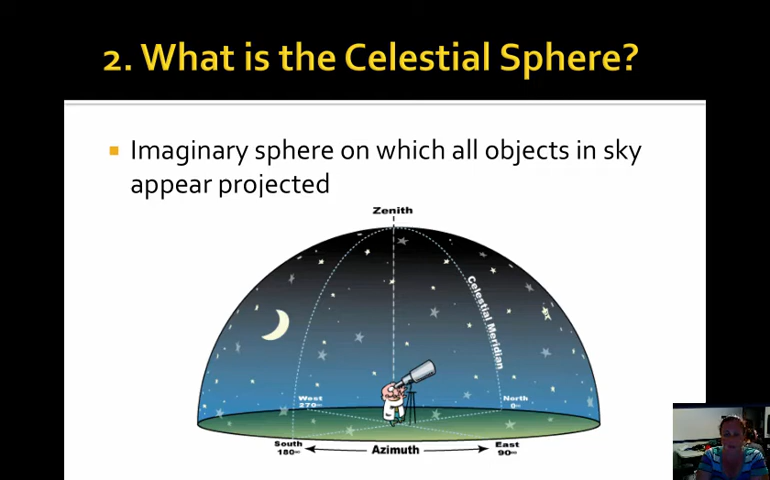 2. What is the Celestial Sphere?
Imaginary sphere on which all objects in sky
appear projected
Zenith
Celestial Meridian
West
270°
North
0°
South
180°
East
90°
Azimuth